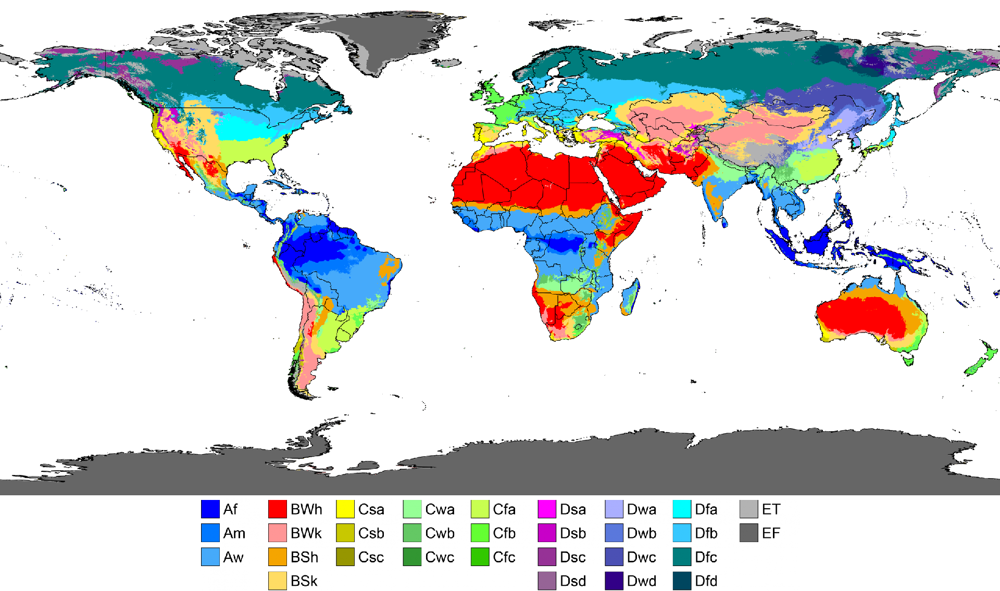 Af BWh Csa Cwa Cfa Dsa Dwa Dfa ET
Am BWk Csb Cwb Cfb Dsb Dwb Dfb EF
Aw BSh Csc Cwc Cfc Dsc Dwc Dfc
BSk Dsd Dwd Dfd